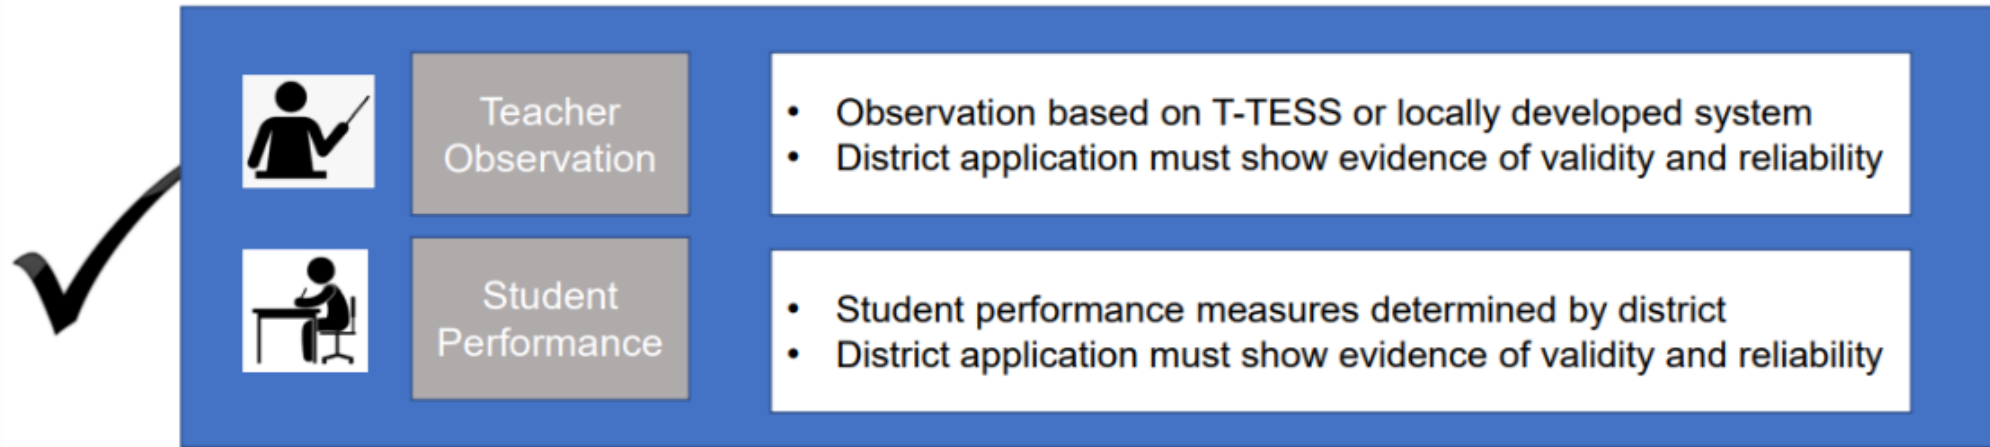 Teacher
Observation
• Observation based on T-TESS or locally developed system
• District application must show evidence of validity and reliability
Student
Performance
• Student performance measures determined by district
• District application must show evidence of validity and reliability